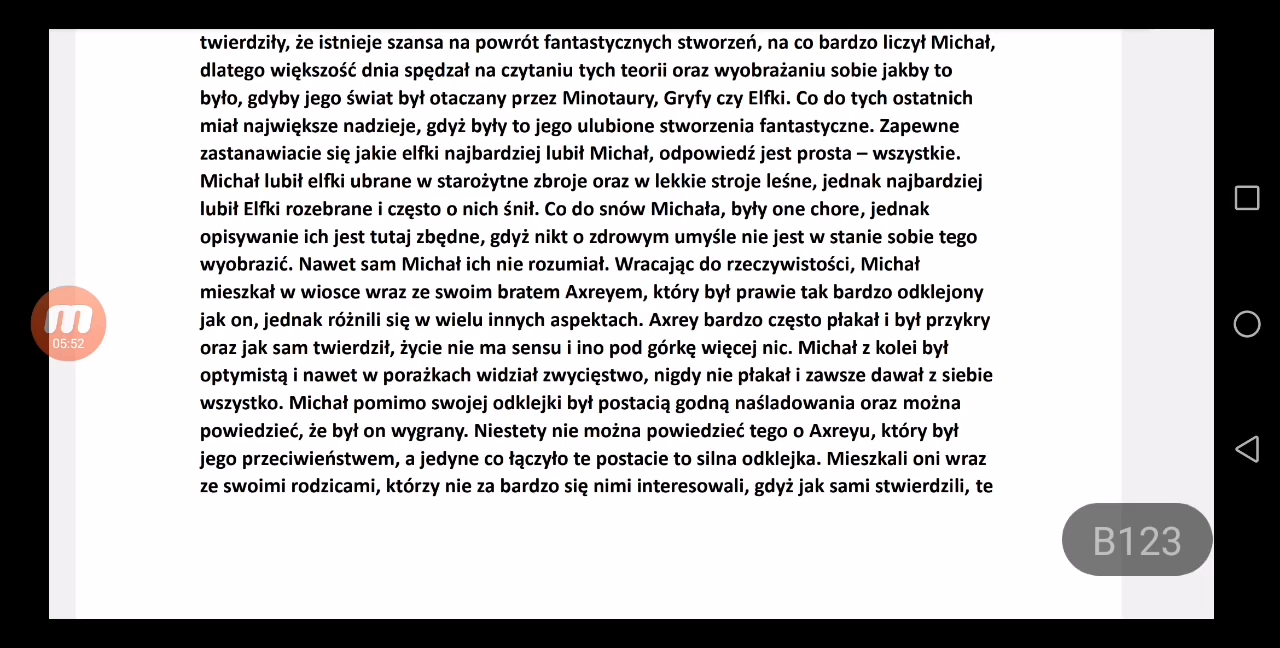 twierdziły, że istnieje szansa na powrót fantastycznych stworzeń, na co bardzo liczył Michał,
dlatego większość dnia spędzał na czytaniu tych teorii oraz wyobrażaniu sobie jakby to
było, gdyby jego świat był otaczany przez Minotaury, Gryfy czy Elfki. Co do tych ostatnich
miał największe nadzieje, gdyż były to jego ulubione stworzenia fantastyczne. Zapewne
zastanawiacie się jakie elfki najbardziej lubił Michał, odpowiedź jest prosta – wszystkie.
Michał lubił elfki ubrane w starożytne zbroje oraz w lekkie stroje leśne, jednak najbardziej
lubił Elfki rozebrane i często o nich śnił. Co do snów Michała, były one chore, jednak
opisywanie ich jest tutaj zbędne, gdyż nikt o zdrowym umyśle nie jest w stanie sobie tego
wyobrazić. Nawet sam Michał ich nie rozumiał. Wracając do rzeczywistości, Michał
mieszkał w wiosce wraz ze swoim bratem Axreyem, który był prawie tak bardzo odklejony
jak on, jednak różnili się w wielu innych aspektach. Axrey bardzo często płakał i był przykry
oraz jak sam twierdził, życie nie ma sensu i ino pod górkę więcej nic. Michał z kolei był
optymistą i nawet w porażkach widział zwycięstwo, nigdy nie płakał i zawsze dawał z siebie
wszystko. Michał pomimo swojej odklejki był postacią godną naśladowania oraz można
powiedzieć, że był on wygrany. Niestety nie można powiedzieć tego o Axreyu, który był
jego przeciwieństwem, a jedyne co łączyło te postacie to silna odklejka. Mieszkali oni wraz
ze swoimi rodzicami, którzy nie za bardzo się nimi interesowali, gdyż jak sami stwierdzili, te
05:52
B123